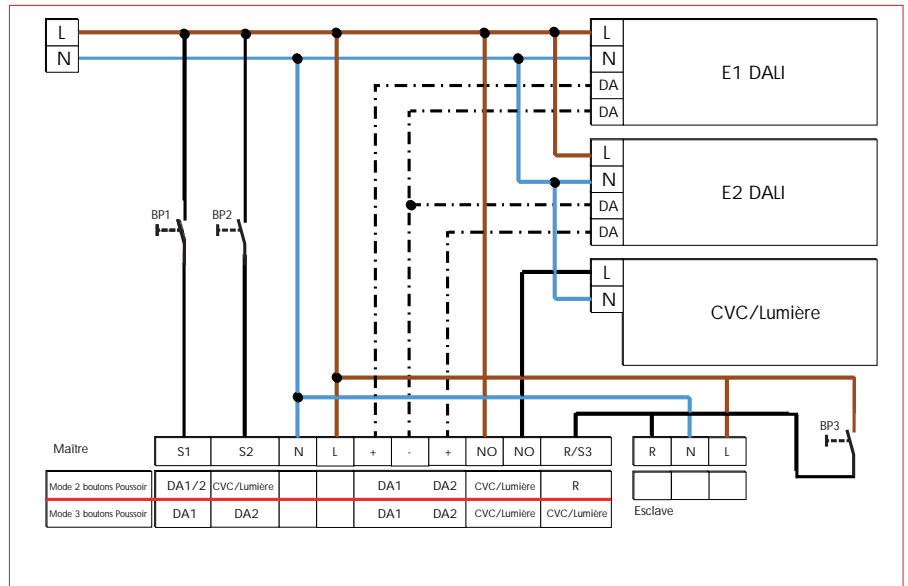 L
N
L
N
DA
DA
E1 DALI
L
N
DA
DA
E2 DALI
L
N
CVC/Lumière
BP1
BP2
BP3
Maître
S1 S2 N L + - + NO NO R/S3
R N L
Mode 2 boutons Poussoir DA1/2 CVC/Lumière DA1 DA2 CVC/Lumière R
Mode 3 boutons Poussoir DA1 DA2 DA1 DA2 CVC/Lumière CVC/Lumière
Esclave